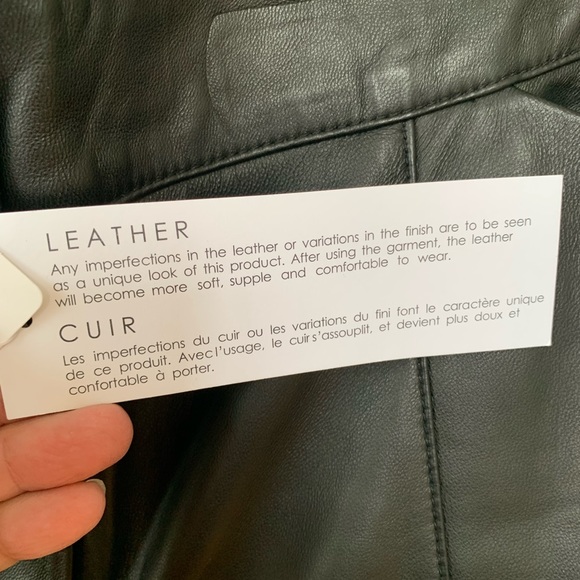 LEATHER
Any imperfections in the leather or variations in the finish are to be seen
as a unique look of this product. After using the garment, the leather
will become more soft, supple and comfortable to wear.
CUIR
Les imperfections du cuir ou les variations du fini font le caractère unique
de ce produit. Avecl'usage, le cuir s'assouplit, et devient plus doux et
confortable à porter.